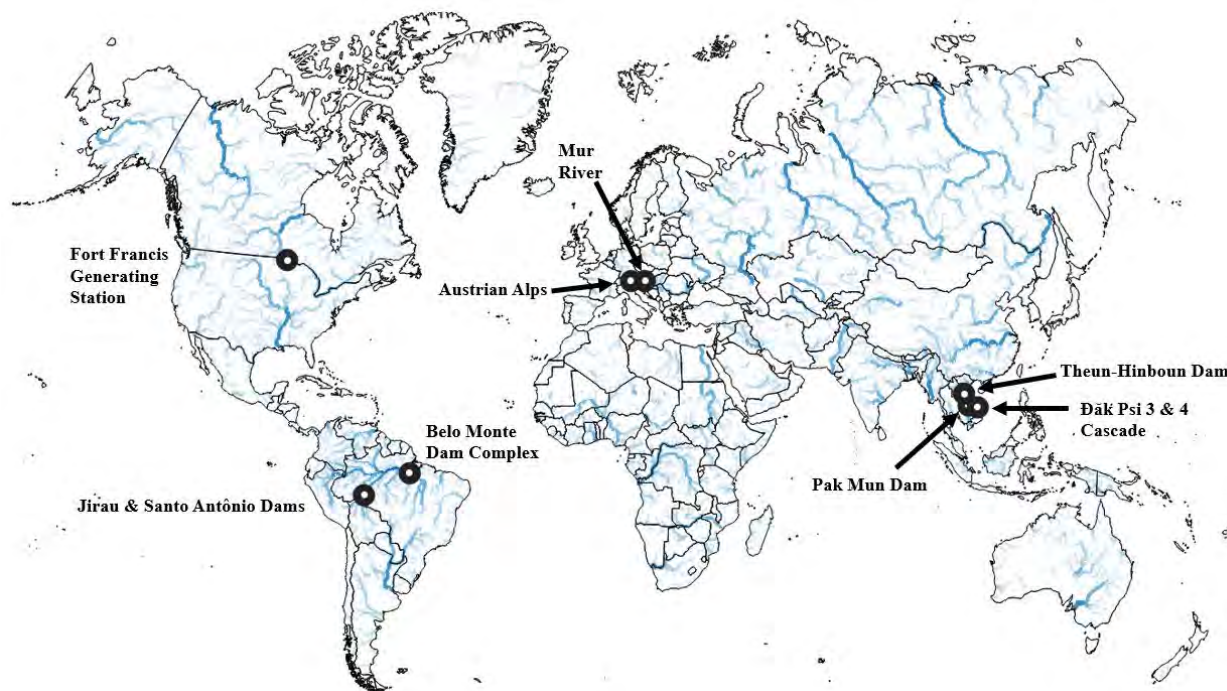 Mur
River
Fort Francis
Generating
Station
Austrian Alps
Theun-Hinboun Dam
Đăk Psi 3 & 4
Cascade
Belo Monte
Dam Complex
Pak Mun Dam
Jirau & Santo Antônio Dams